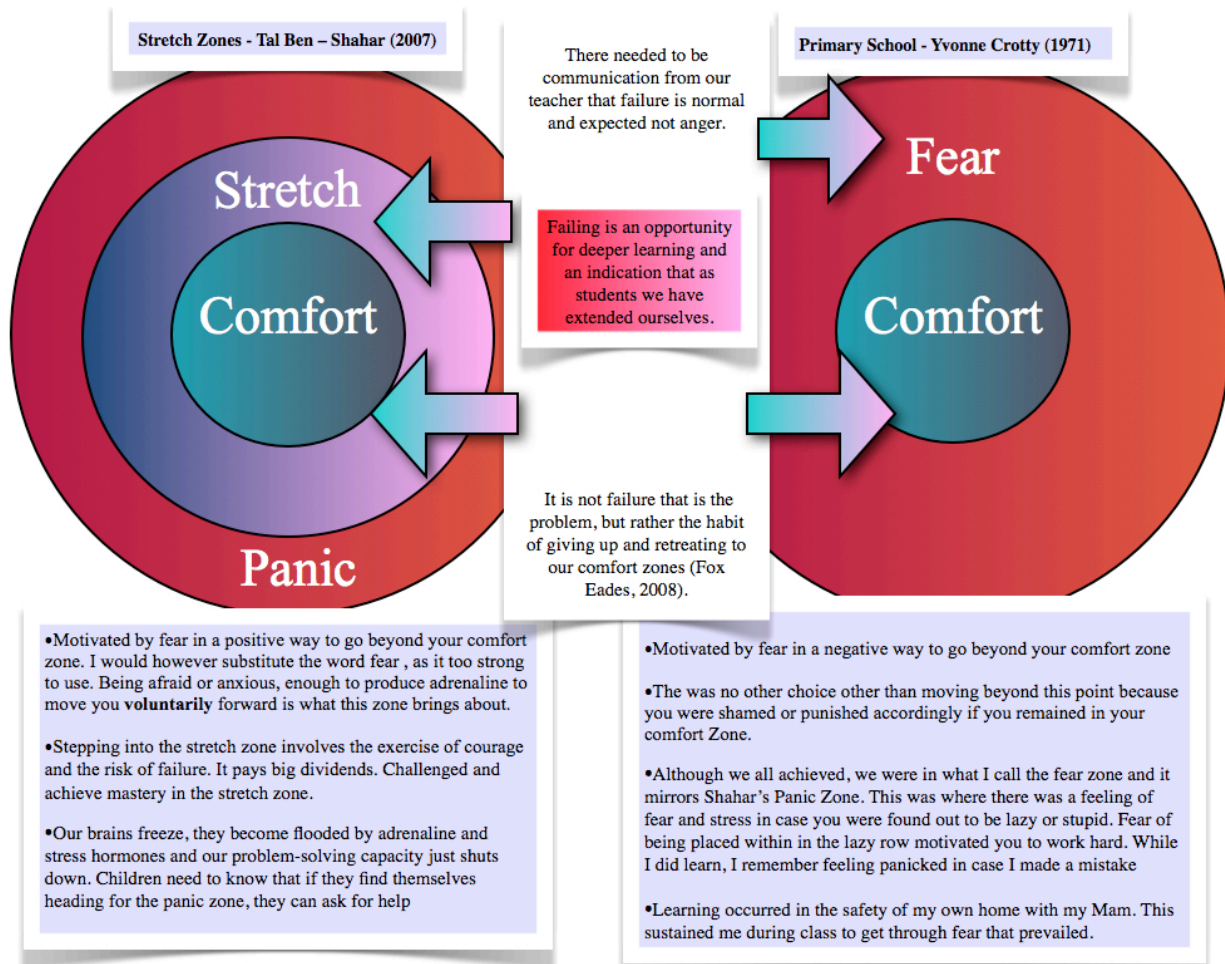 Stretch Zones - Tal Ben – Shahar (2007)
Stretch
Comfort
Panic
•Motivated by fear in a positive way to go beyond your comfort
zone. I would however substitute the word fear , as it too strong
to use. Being afraid or anxious, enough to produce adrenaline to
move you voluntarily forward is what this zone brings about.
•Stepping into the stretch zone involves the exercise of courage
and the risk of failure. It pays big dividends. Challenged and
achieve mastery in the stretch zone.
•Our brains freeze, they become flooded by adrenaline and
stress hormones and our problem-solving capacity just shuts
down. Children need to know that if they find themselves
heading for the panic zone, they can ask for help
There needed to be
communication from our
teacher that failure is normal
and expected not anger.
Failing is an opportunity
for deeper learning and
an indication that as
students we have
extended ourselves.
It is not failure that is the
problem, but rather the habit
of giving up and retreating to
our comfort zones (Fox
Eades, 2008).
Primary School - Yvonne Crotty (1971)
Fear
Comfort
•Motivated by fear in a negative way to go beyond your comfort zone
•The was no other choice other than moving beyond this point because
you were shamed or punished accordingly if you remained in your
comfort Zone.
•Although we all achieved, we were in what I call the fear zone and it
mirrors Shahar’s Panic Zone. This was where there was a feeling of
fear and stress in case you were found out to be lazy or stupid. Fear of
being placed within in the lazy row motivated you to work hard. While
I did learn, I remember feeling panicked in case I made a mistake
•Learning occurred in the safety of my own home with my Mam. This
sustained me during class to get through fear that prevailed.